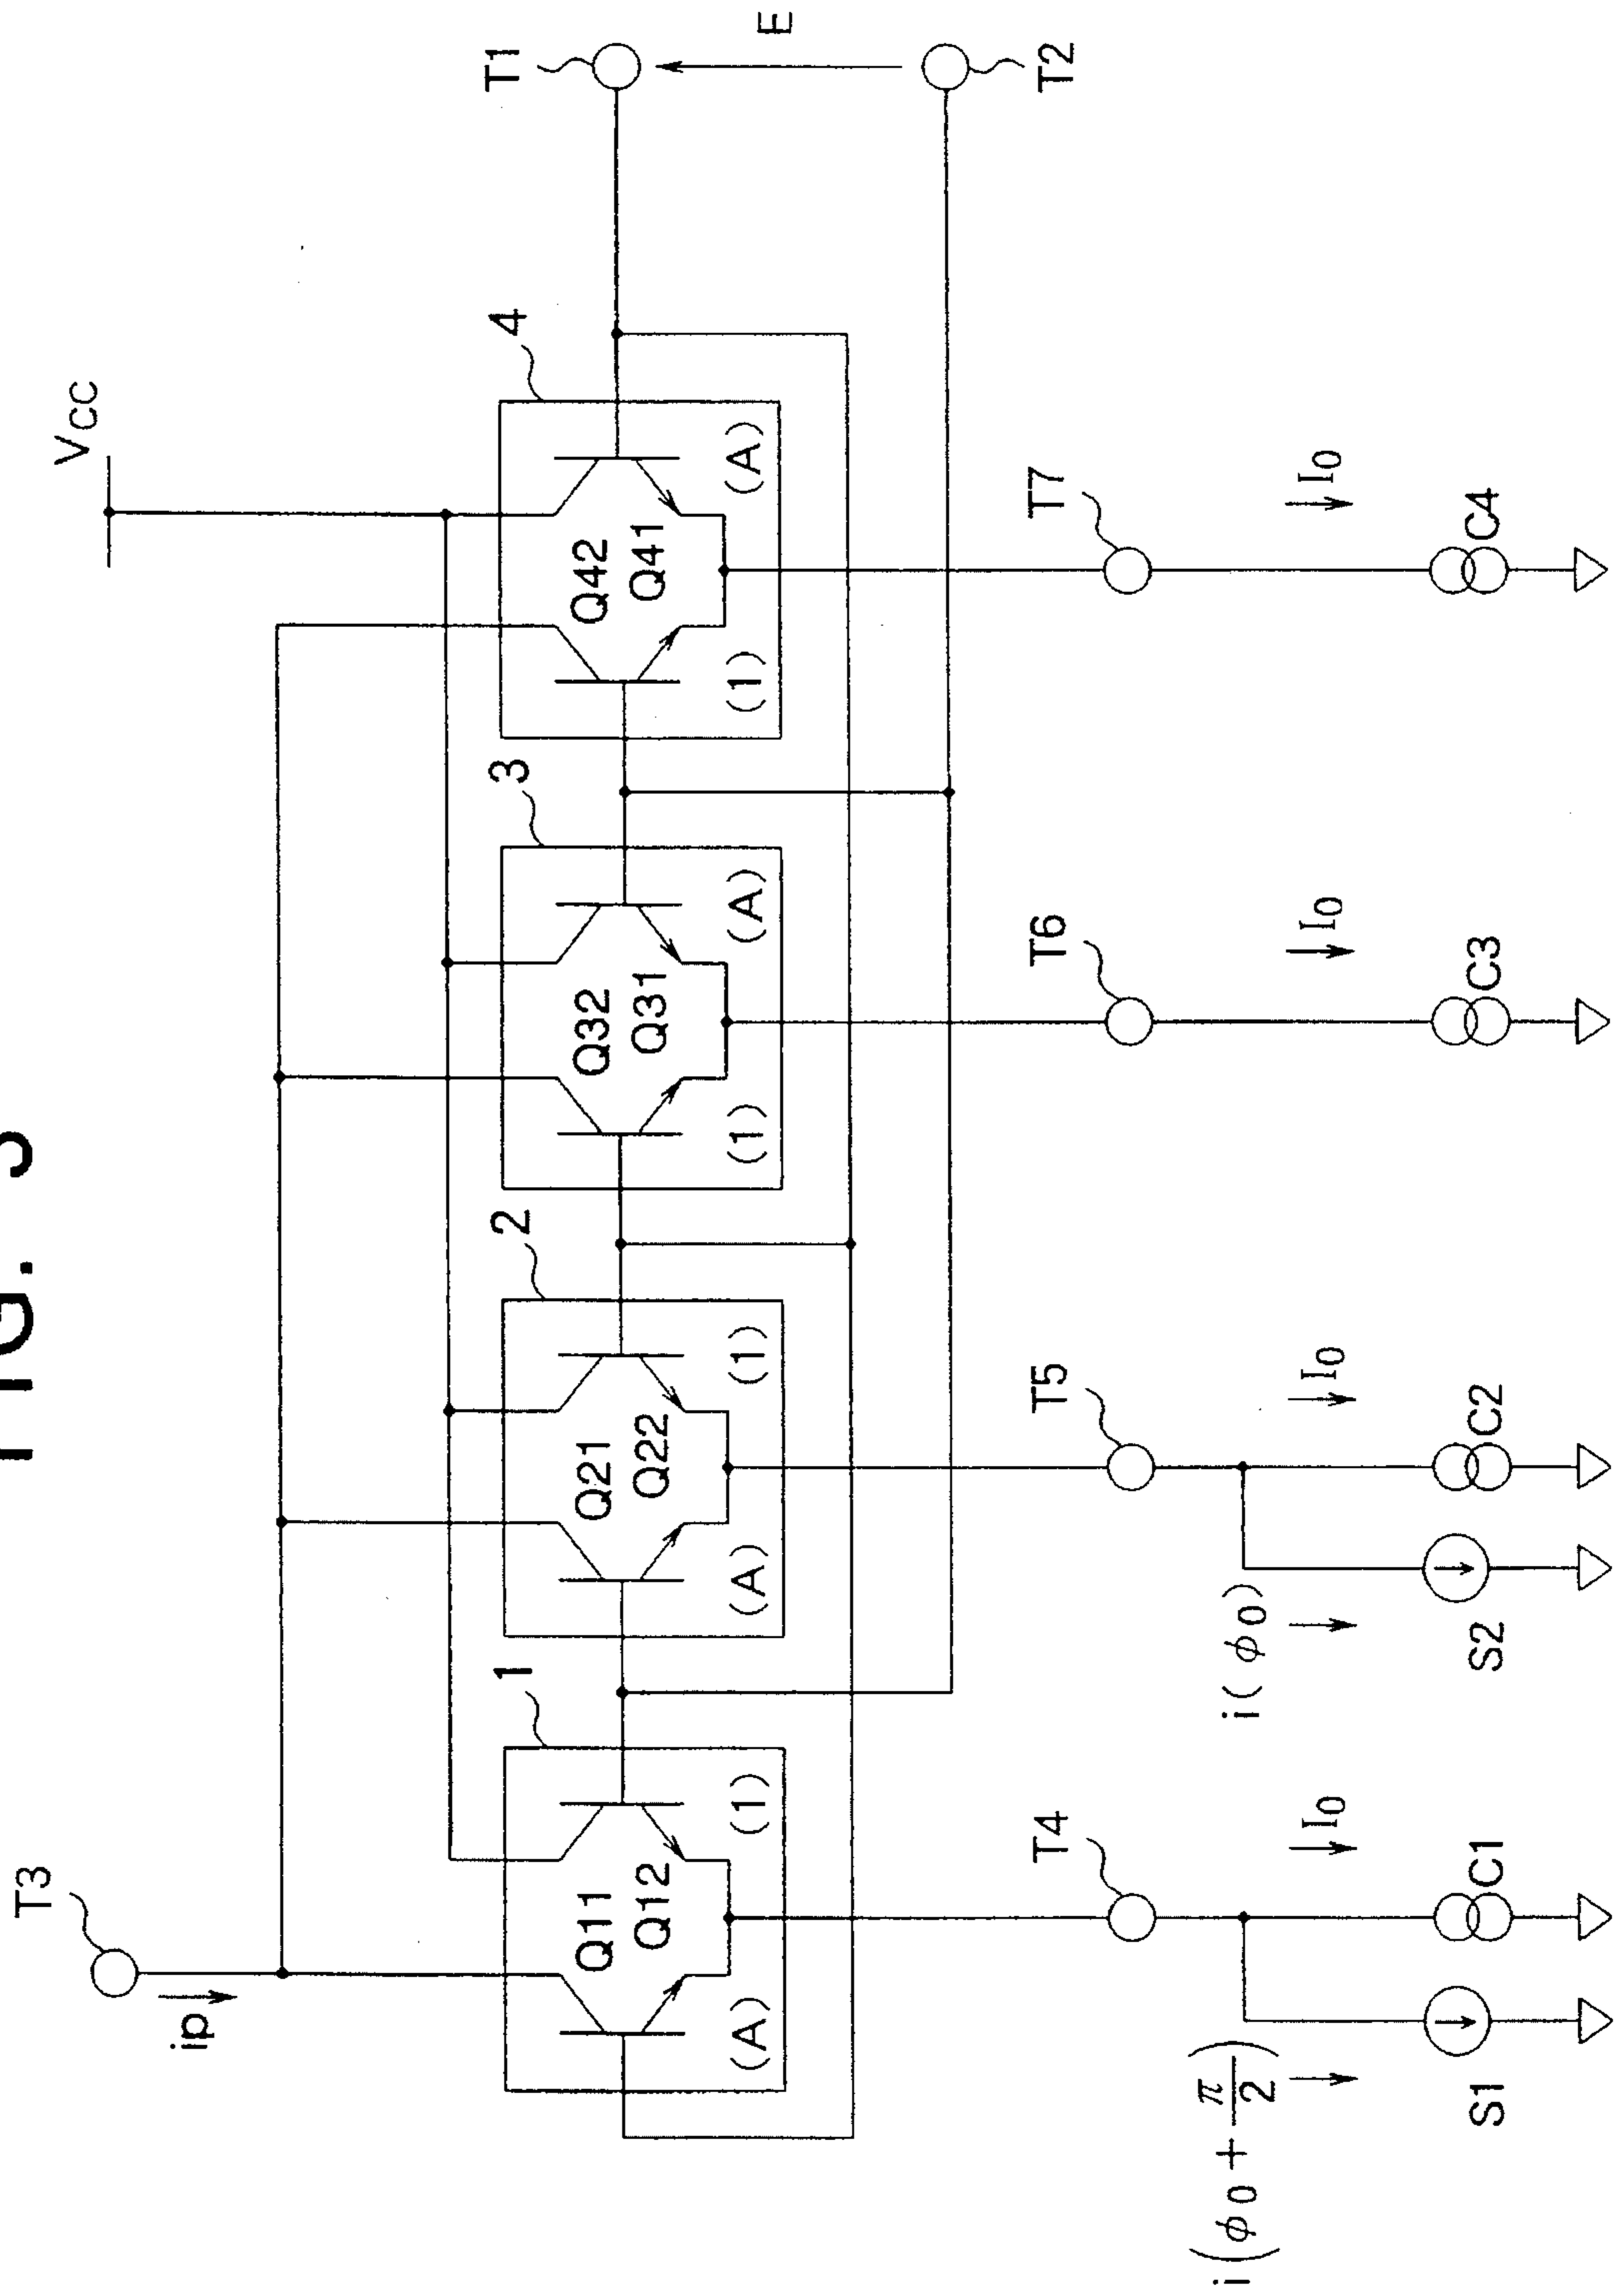 FIG.
T3
VCC
ip
1
2
3
4
T1
Q11
Q12
Q21
Q22
Q32
Q31
Q42
Q41
(A)
(1)
(A)
(1)
(1)
(A)
(1)
(A)
E
T2
T4
T5
T6
T7
i(ϕ0 + π/2)
I0
i(ϕ0)
I0
I0
I0
S1
C1
S2
C2
C3
C4